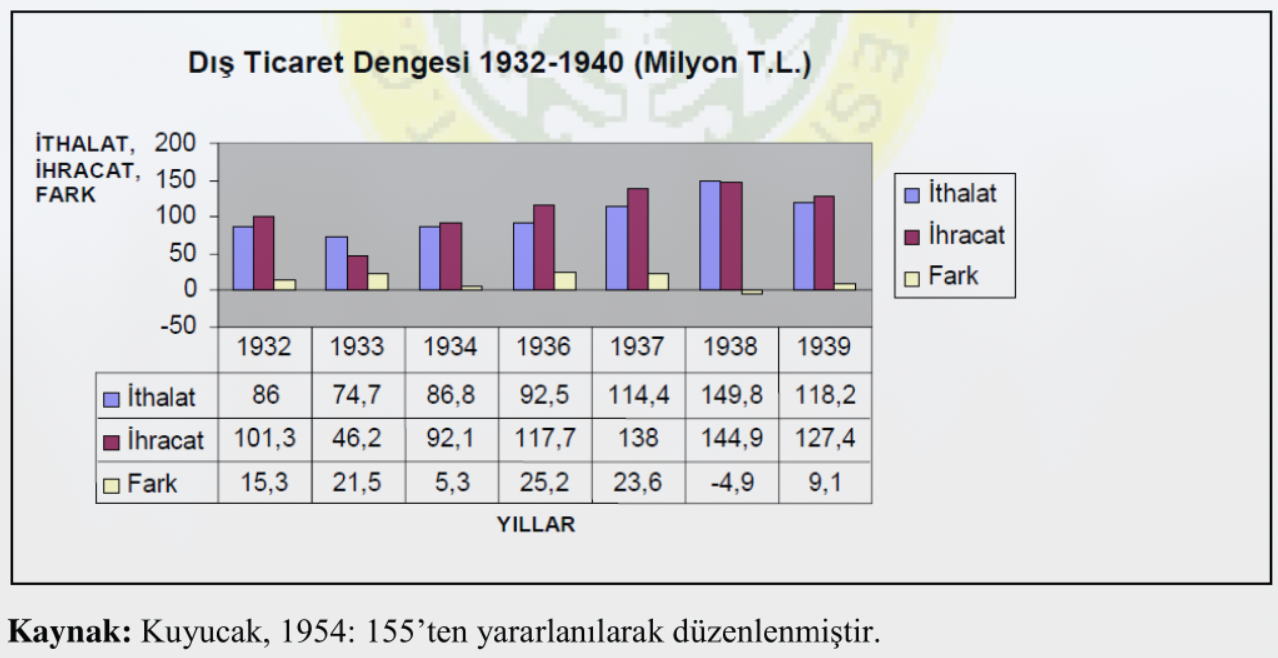 Dış Ticaret Dengesi 1932-1940 (Milyon T.L.)
İTHALAT,
İHRACAT,
FARK
200
150
100
50
0
-50
İthalat
İhracat
Fark
1932 1933 1934 1936 1937 1938 1939
İthalat 86 74,7 86,8 92,5 114,4 149,8 118,2
İhracat 101,3 46,2 92,1 117,7 138 144,9 127,4
Fark 15,3 21,5 5,3 25,2 23,6 -4,9 9,1
YILLAR
Kaynak: Kuyucak, 1954: 155’ten yararlanılarak düzenlenmiştir.